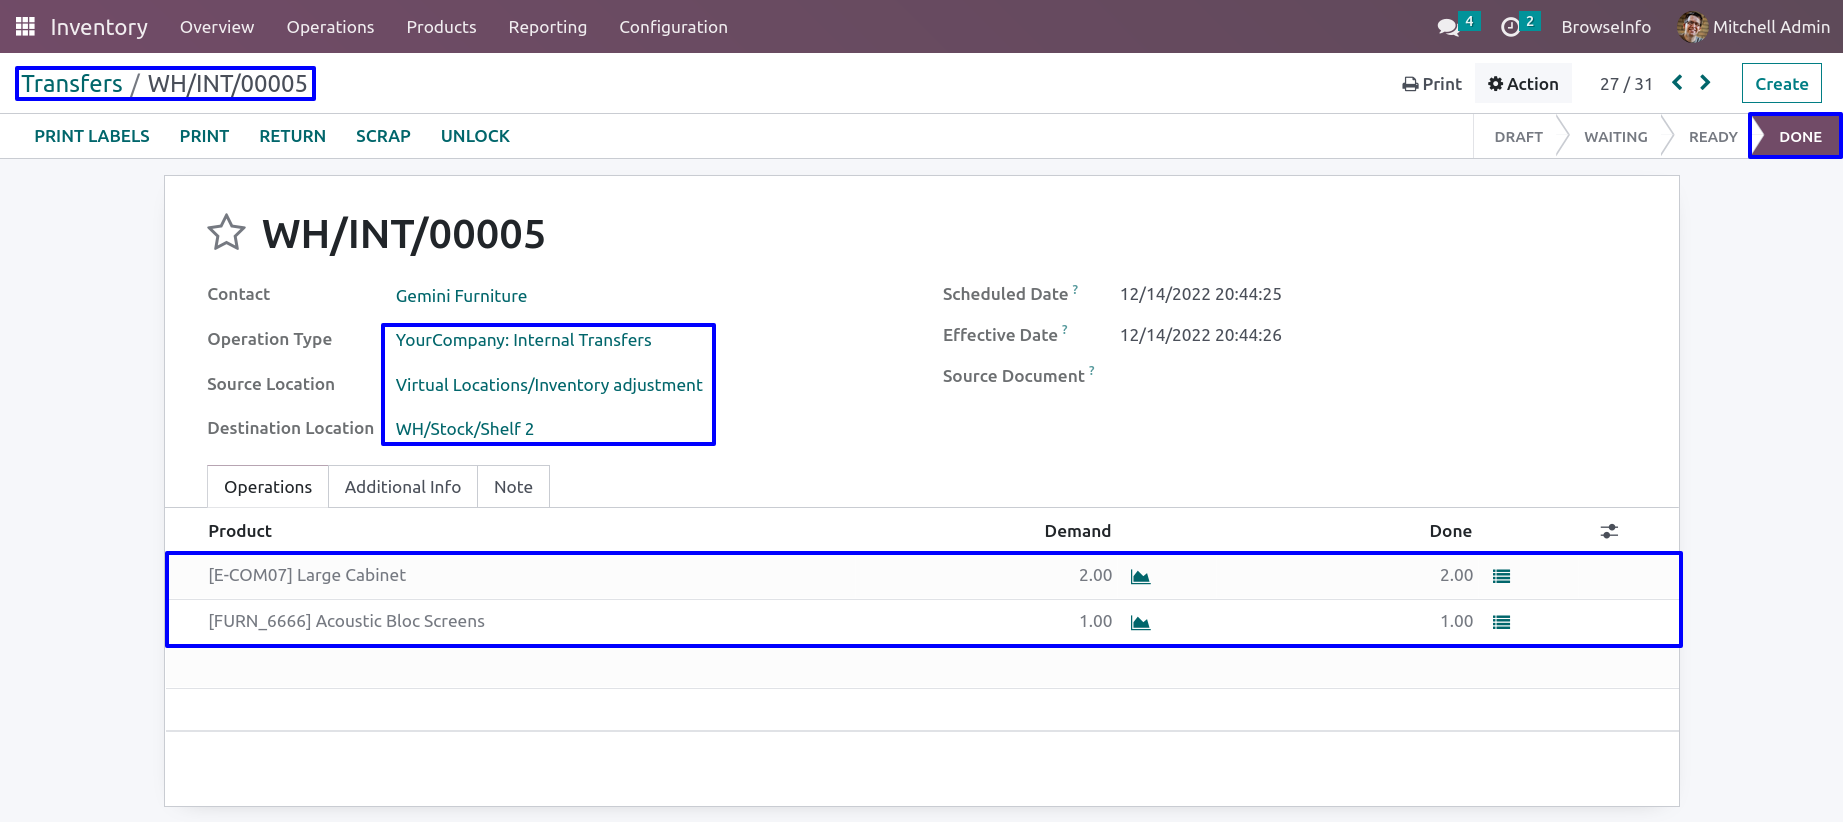 Inventory Overview Operations Products Reporting Configuration 4 2 BrowseInfo Mitchell Admin
Transfers / WH/INT/00005 Print Action 27 / 31 Create
PRINT LABELS PRINT RETURN SCRAP UNLOCK DRAFT WAITING READY DONE
WH/INT/00005
Contact Gemini Furniture Scheduled Date ? 12/14/2022 20:44:25
Operation Type YourCompany: Internal Transfers Effective Date ? 12/14/2022 20:44:26
Source Location Virtual Locations/Inventory adjustment Source Document ?
Destination Location WH/Stock/Shelf 2
Operations Additional Info Note
Product Demand Done
[E-COM07] Large Cabinet 2.00 2.00
[FURN_6666] Acoustic Bloc Screens 1.00 1.00